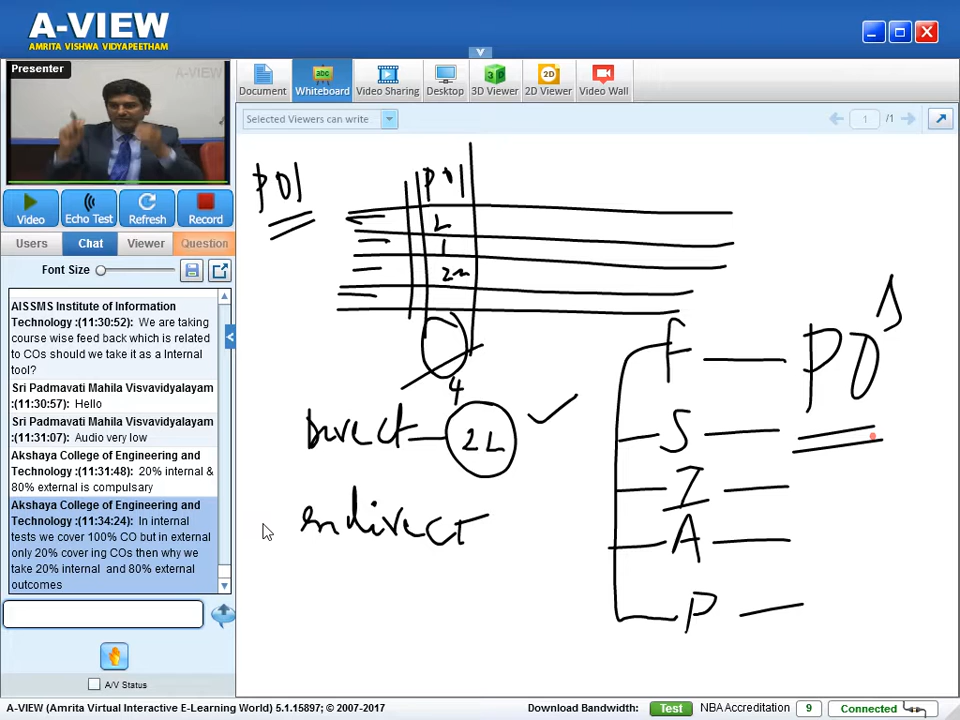 A-VIEW
AMRITA VISHWA VIDYAPEETHAM
Presenter
A-VIEW
Video
Echo Test
Refresh
Record
Users
Chat
Viewer
Question
Font Size
AISSMS Institute of Information
Technology :(11:30:52): We are taking
course wise feed back which is related
to COs should we take it as a Internal
tool?
Sri Padmavati Mahila Visvavidyalayam
:(11:30:57): Hello
Sri Padmavati Mahila Visvavidyalayam
:(11:31:07): Audio very low
Akshaya College of Engineering and
Technology :(11:31:48): 20% internal &
80% external is compulsary
Akshaya College of Engineering and
Technology :(11:34:24): In internal
tests we cover 100% CO but in external
only 20% cover ing COs then why we
take 20% internal and 80% external
outcomes
A/V Status
Document
Whiteboard
abc
Video Sharing
Desktop
3D
3D Viewer
2D
2D Viewer
Video Wall
Selected Viewers can write
1
/1
PO1
PO1
4
Direct
Indirect
F
S
I
A
P
PO
A-VIEW (Amrita Virtual Interactive E-Learning World) 5.1.15897; © 2007-2017
Download Bandwidth:
Test
NBA Accreditation
9
Connected